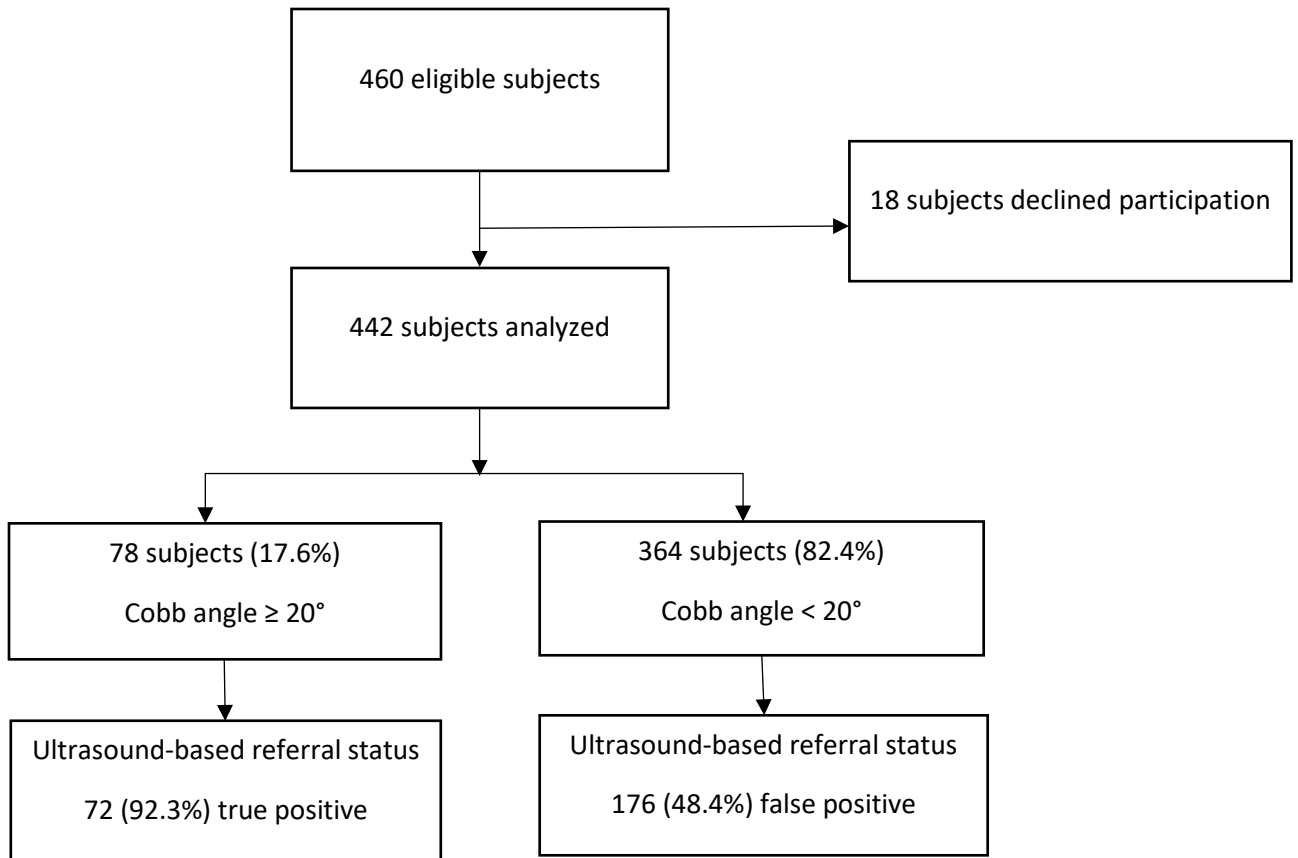 460 eligible subjects
18 subjects declined participation
442 subjects analyzed
78 subjects (17.6%)
Cobb angle ≥ 20°
364 subjects (82.4%)
Cobb angle < 20°
Ultrasound-based referral status
72 (92.3%) true positive
Ultrasound-based referral status
176 (48.4%) false positive